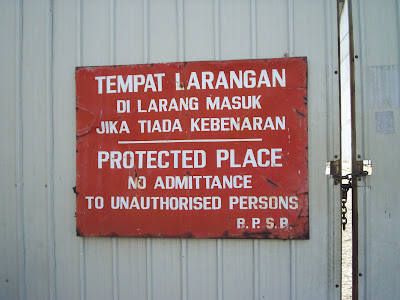 TEMPAT LARANGAN
DI LARANG MASUK
JIKA TIADA KEBENARAN
PROTECTED PLACE
NO ADMITTANCE
TO UNAUTHORISED PERSONS
B.P.S.B.